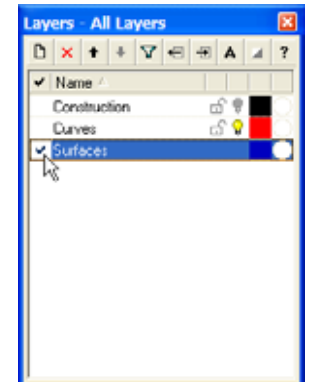 Layers - All Layers
A ?
Name
Construction
Curves
Surfaces